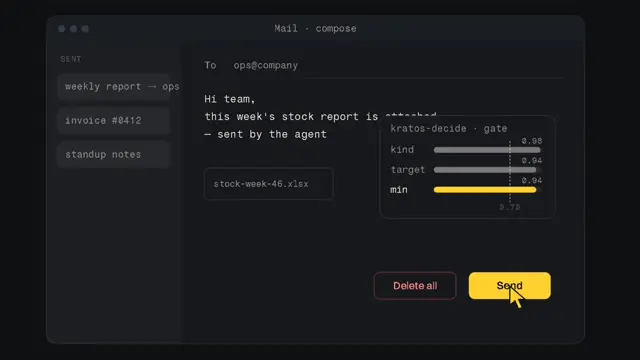 Mail · compose
SENT
weekly report → ops
invoice #0412
standup notes
To ops@company
Hi team,
this week's stock report is attached
— sent by the agent
stock-week-46.xlsx
kratos-decide · gate
kind 0.98
target 0.94
min 0.94
0.70
Delete all
Send